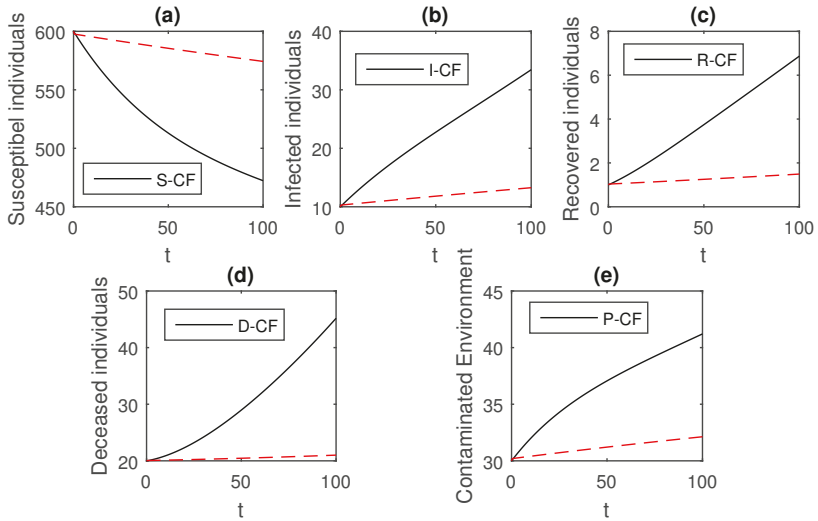 (a)
Susceptibel individuals
600
550
500
450
S-CF
0
50
100
t
(b)
Infected individuals
40
30
20
10
I-CF
0
50
100
t
(c)
Recovered individuals
8
6
4
2
0
R-CF
0
50
100
t
(d)
Deceased individuals
50
40
30
20
D-CF
0
50
100
t
(e)
Contaminated Environment
45
40
35
30
P-CF
0
50
100
t